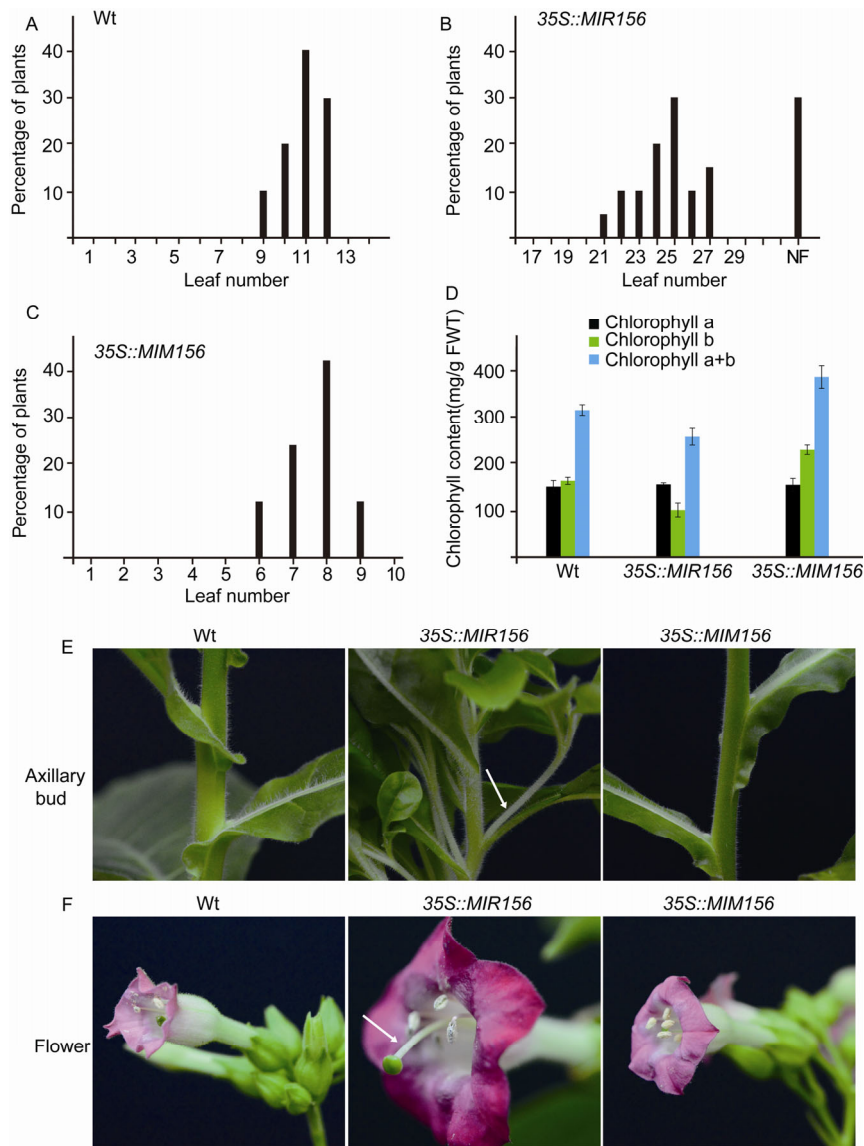 A
Wt
Percentage of plants
40
30
20
10
1 3 5 7 9 11 13
Leaf number
B
35S::MIR156
Percentage of plants
40
30
20
10
17 19 21 23 25 27 29 NF
Leaf number
C
35S::MIM156
Percentage of plants
40
30
20
10
1 2 3 4 5 6 7 8 9 10
Leaf number
D
Chlorophyll a
Chlorophyll b
Chlorophyll a+b
Chlorophyll content(mg/g FWT)
400
300
200
100
Wt 35S::MIR156 35S::MIM156
E
Wt 35S::MIR156 35S::MIM156
Axillary
bud
F
Wt 35S::MIR156 35S::MIM156
Flower